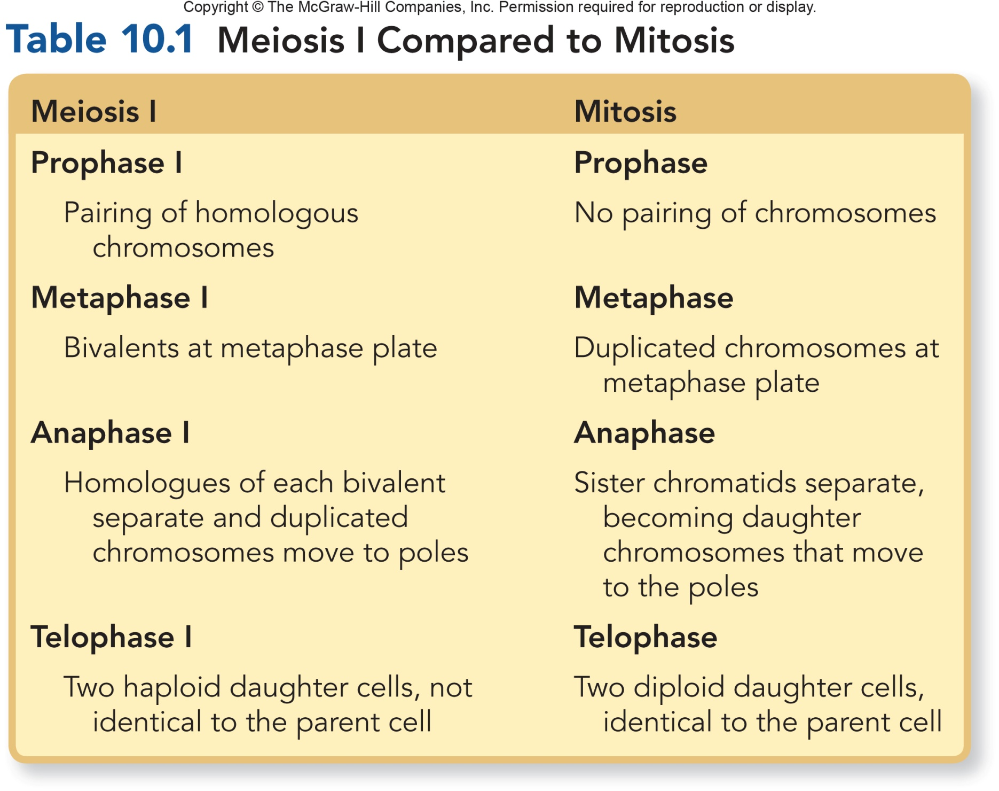 Copyright © The McGraw-Hill Companies, Inc. Permission required for reproduction or display.
Table 10.1 Meiosis I Compared to Mitosis
Meiosis I
Mitosis
Prophase I
Prophase
Pairing of homologous
chromosomes
No pairing of chromosomes
Metaphase I
Metaphase
Bivalents at metaphase plate
Duplicated chromosomes at
metaphase plate
Anaphase I
Anaphase
Homologues of each bivalent
separate and duplicated
chromosomes move to poles
Sister chromatids separate,
becoming daughter
chromosomes that move
to the poles
Telophase I
Telophase
Two haploid daughter cells, not
identical to the parent cell
Two diploid daughter cells,
identical to the parent cell